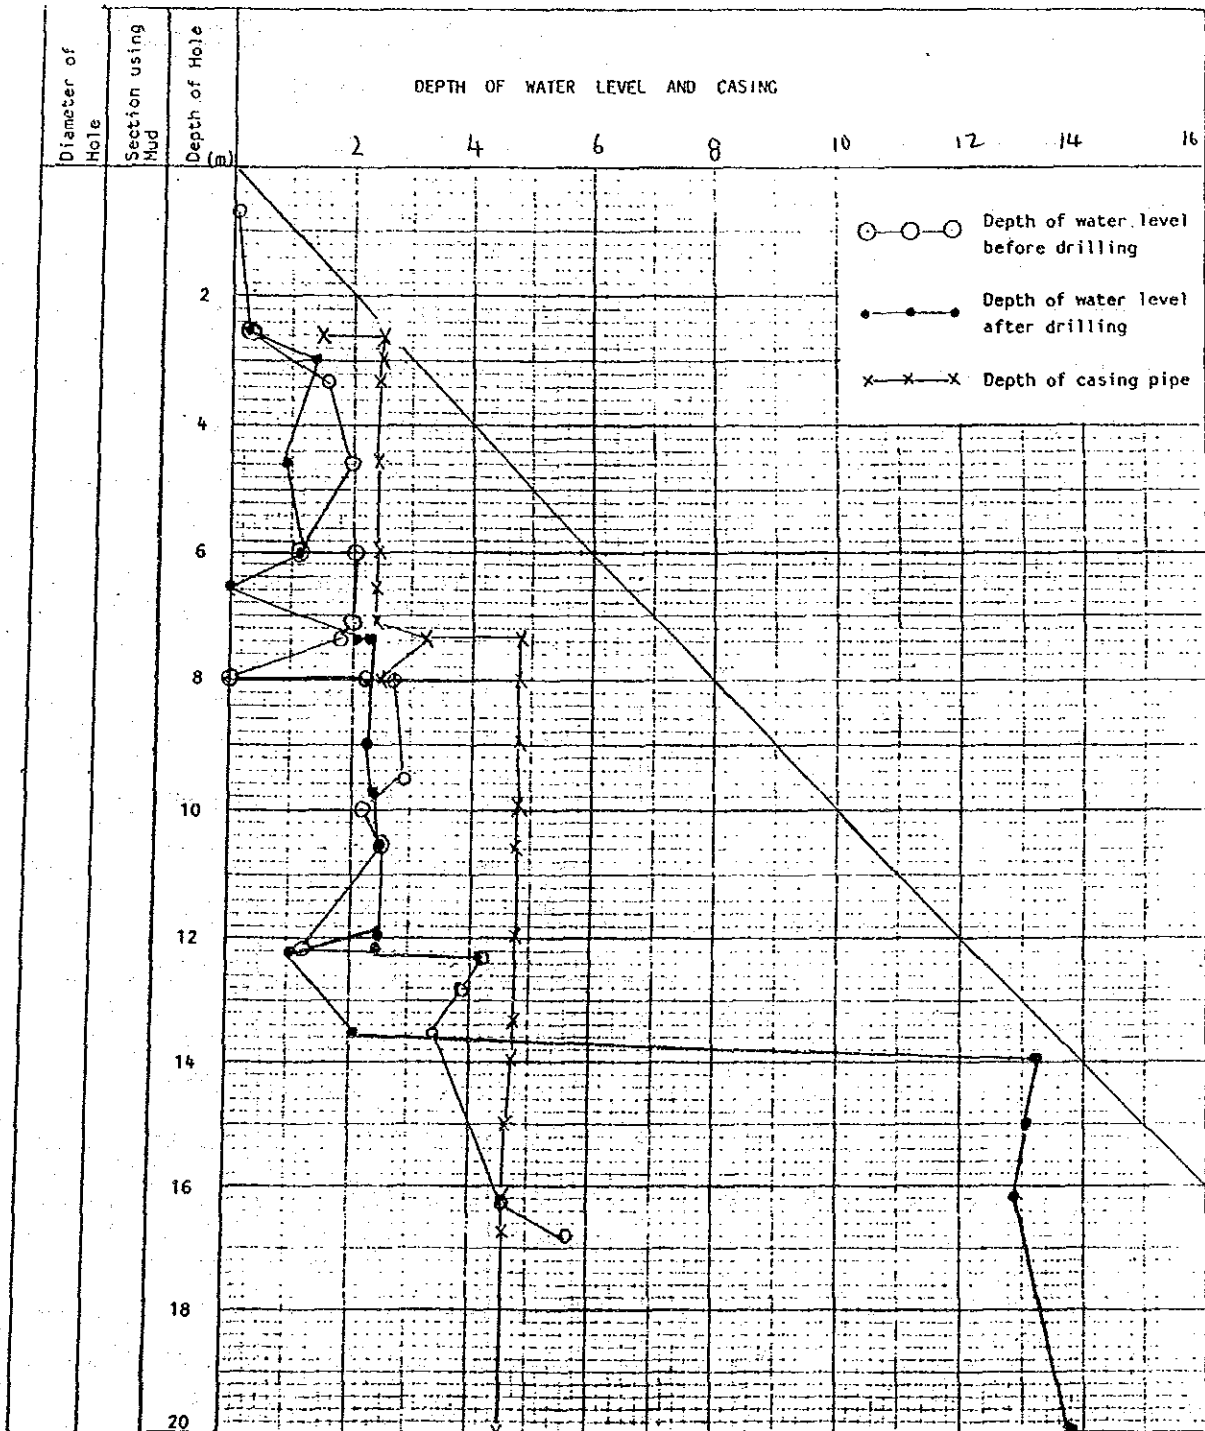 Diameter of
Hole
Section using
Mud
Depth of Hole
(m)
DEPTH OF WATER LEVEL AND CASING
2 4 6 8 10 12 14 16
Depth of water level
before drilling
Depth of water level
after drilling
Depth of casing pipe
0
2
4
6
8
10
12
14
16
18
20